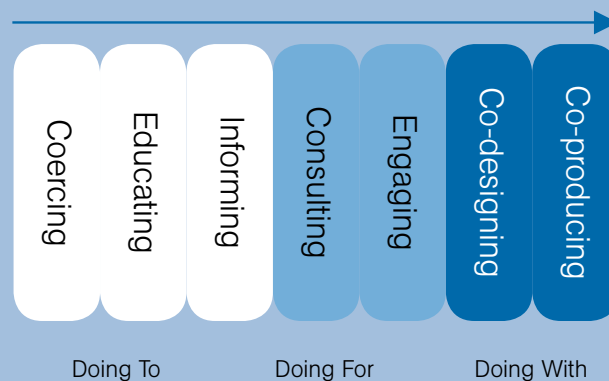 Coercing
Educating
Informing
Consulting
Engaging
Co-designing
Co-producing
Doing To
Doing For
Doing With